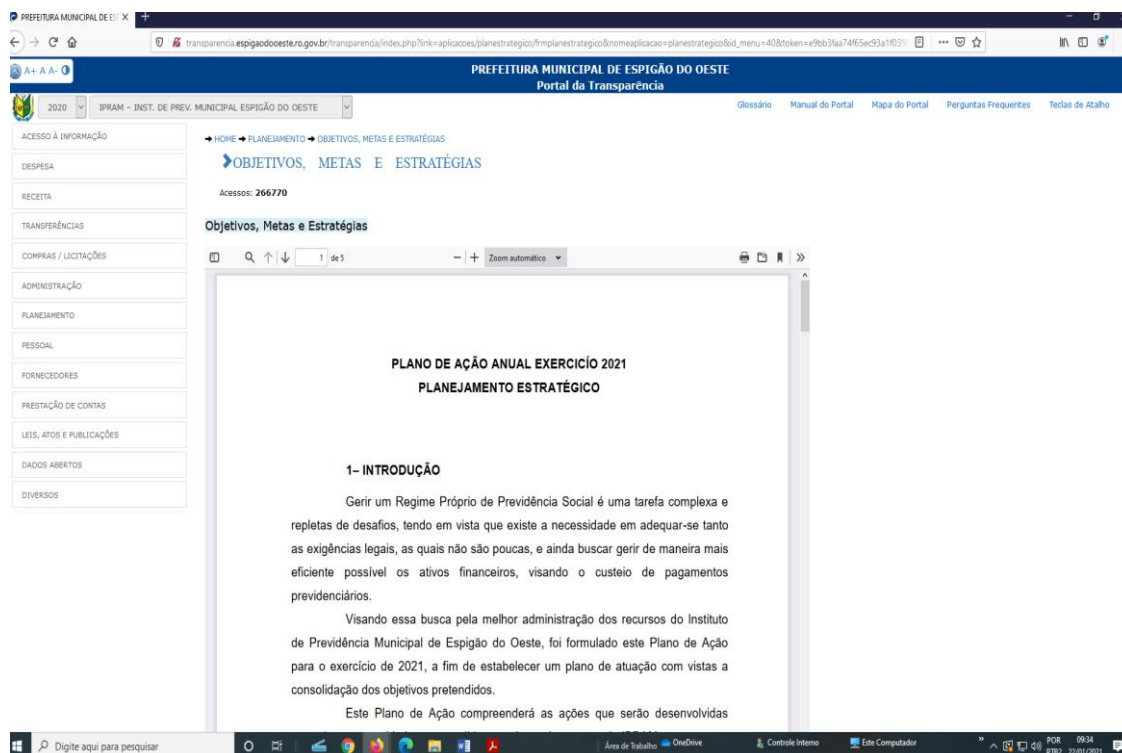 PREFEITURA MUNICIPAL DE ES
transparencia.espigaodooeste.ro.gov.br/transparencia/index.php?link=aplicacoes/planestrategico/frmplanestrategico&nomeaplicacao=planestrategico&id_menu=40&token=e9bb3faa74f65ec93a1f039
A+ A A-
PREFEITURA MUNICIPAL DE ESPIGÃO DO OESTE
Portal da Transparência
2020 IPRAM - INST. DE PREV. MUNICIPAL ESPIGÃO DO OESTE
Glossário Manual do Portal Mapa do Portal Perguntas Frequentes Teclas de Atalho
ACESSO À INFORMAÇÃO
DESPESA
RECEITA
TRANSFERÊNCIAS
COMPRAS / LICITAÇÕES
ADMINISTRAÇÃO
PLANEJAMENTO
PESSOAL
FORNECEDORES
PRESTAÇÃO DE CONTAS
LEIS, ATOS E PUBLICAÇÕES
DADOS ABERTOS
DIVERSOS
HOME PLANEJAMENTO OBJETIVOS, METAS E ESTRATÉGIAS
OBJETIVOS, METAS E ESTRATÉGIAS
Acessos: 266770
Objetivos, Metas e Estratégias
1 de 5 Zoom automático
PLANO DE AÇÃO ANUAL EXERCICÍO 2021
PLANEJAMENTO ESTRATÉGICO
1– INTRODUÇÃO
Gerir um Regime Próprio de Previdência Social é uma tarefa complexa e
repletas de desafios, tendo em vista que existe a necessidade em adequar-se tanto
as exigências legais, as quais não são poucas, e ainda buscar gerir de maneira mais
eficiente possível os ativos financeiros, visando o custeio de pagamentos
previdenciários.
Visando essa busca pela melhor administração dos recursos do Instituto
de Previdência Municipal de Espigão do Oeste, foi formulado este Plano de Ação
para o exercício de 2021, a fim de estabelecer um plano de atuação com vistas a
consolidação dos objetivos pretendidos.
Este Plano de Ação compreenderá as ações que serão desenvolvidas
Digite aqui para pesquisar
Área de Trabalho OneDrive Controle Interno Este Computador
POR 09:34
PTB2 22/01/2021